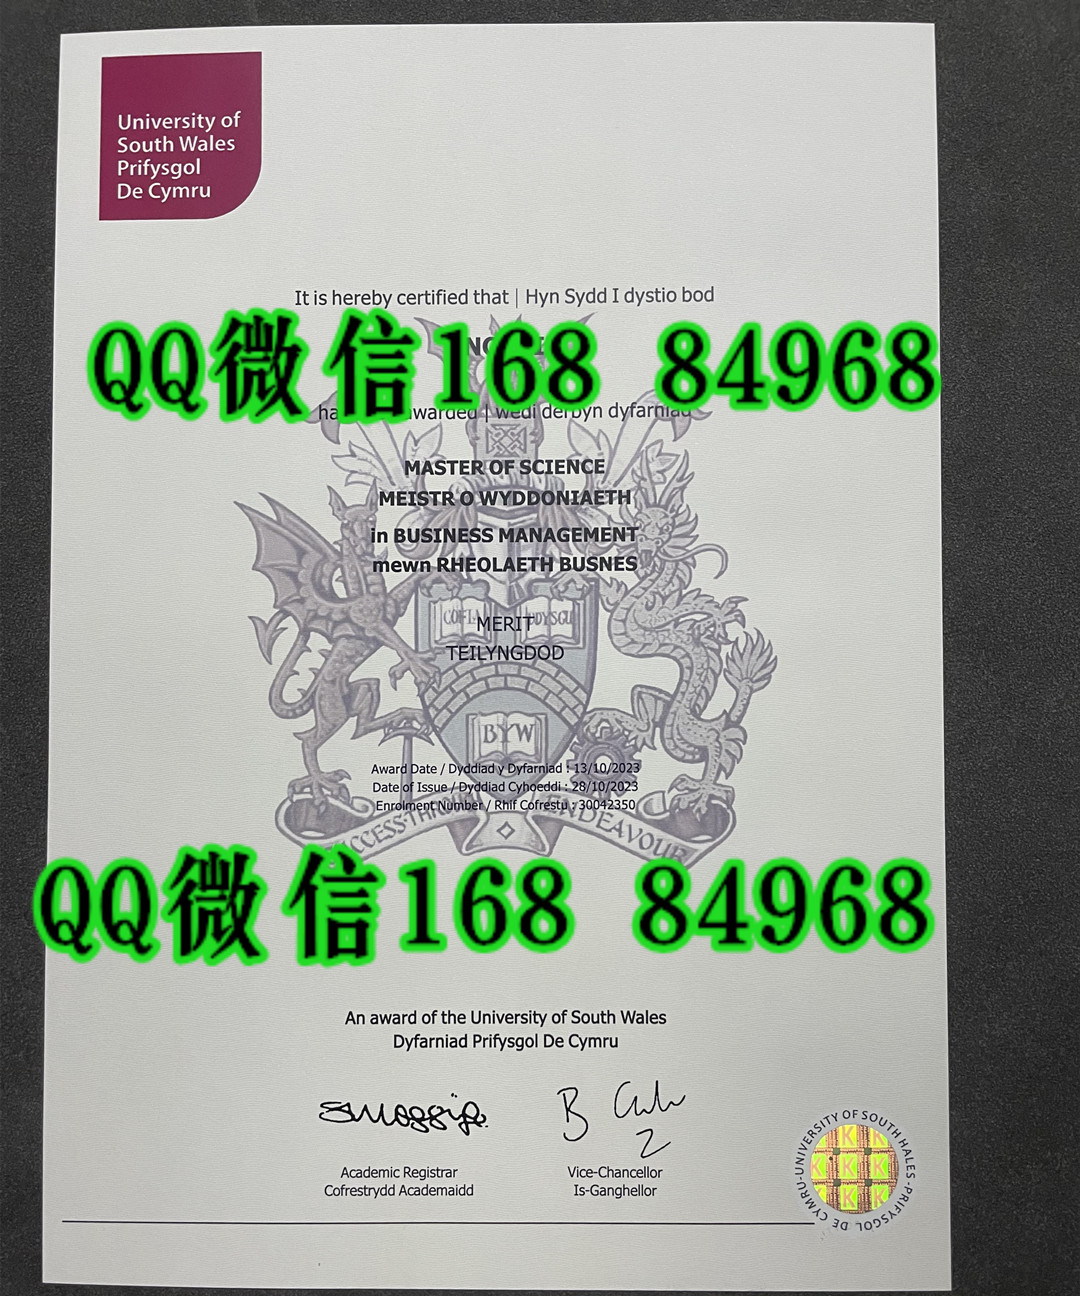 University of
South Wales
Prifysgol
De Cymru
It is hereby certified that | Hyn Sydd I dystio bod
QQ微信168 84968
wedi derbyn dyfarniad
MASTER OF SCIENCE
MEISTR O WYDDONIAETH
in BUSINESS MANAGEMENT
mewn RHEOLAETH BUSNES
MERIT
TEILYNGDOD
BYW
Award Date / Dyddiad y Dyfarniad : 13/10/2023
Date of Issue / Dyddiad Cyhoeddi : 28/10/2023
Enrolment Number / Rhif Cofrestu : 30042350
ENDEAVOUR
QQ微信168 84968
An award of the University of South Wales
Dyfarniad Prifysgol De Cymru
Academic Registrar
Cofrestrydd Academaidd
Vice-Chancellor
Is-Ganghellor
UNIVERSITY OF SOUTH HALES-PRIFYSGOL DE CYMRU-
K K K K K K